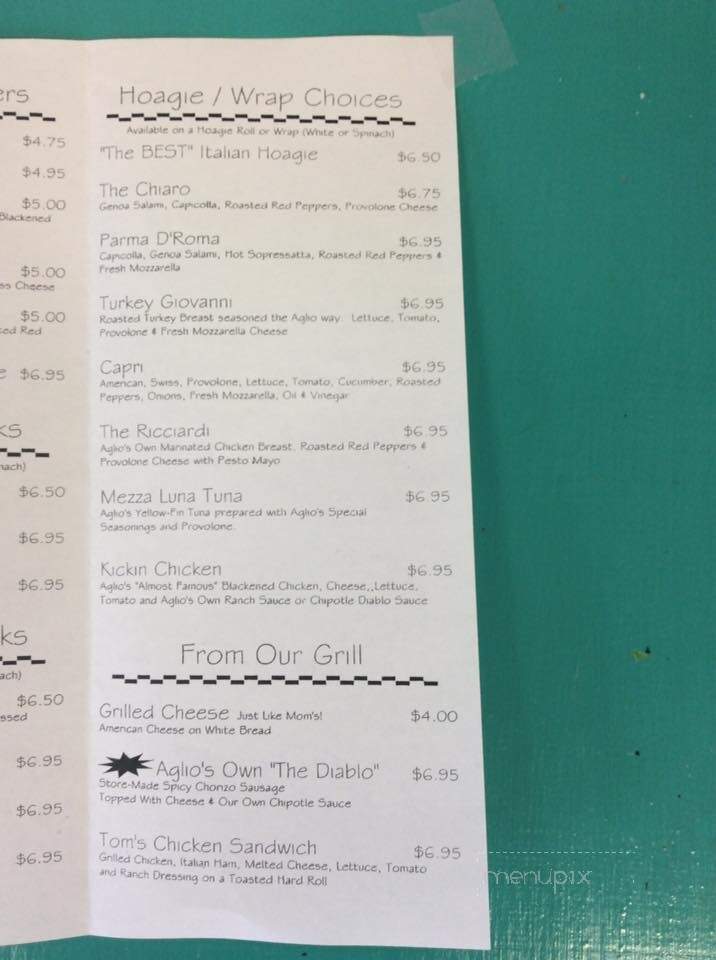 ers
$4.75
$4.95
$5.00
Blackened
$5.00
ss Cheese
$5.00
ted Red
e $6.95
ks
nach)
$6.50
$6.95
$6.95
ks
ach)
$6.50
ssed
$6.95
$6.95
$6.95
Hoagie / Wrap Choices
Available on a Hoagie Roll or Wrap (White or Spinach)
"The BEST" Italian Hoagie $6.50
The Chiaro $6.75
Genoa Salami, Capicolla, Roasted Red Peppers, Provolone Cheese
Parma D'Roma $6.95
Capicolla, Genoa Salami, Hot Sopressatta, Roasted Red Peppers &
Fresh Mozzarella
Turkey Giovanni $6.95
Roasted Turkey Breast seasoned the Aglio way. Lettuce, Tomato,
Provolone & Fresh Mozzarella Cheese
Capri $6.95
American, Swiss, Provolone, Lettuce, Tomato, Cucumber, Roasted
Peppers, Onions, Fresh Mozzarella, Oil & Vinegar
The Ricciardi $6.95
Aglio's Own Marinated Chicken Breast, Roasted Red Peppers &
Provolone Cheese with Pesto Mayo
Mezza Luna Tuna $6.95
Aglio's Yellow-Fin Tuna prepared with Aglio's Special
Seasonings and Provolone.
Kickin Chicken $6.95
Aglio's "Almost Famous" Blackened Chicken, Cheese,,Lettuce,
Tomato and Aglio's Own Ranch Sauce or Chipotle Diablo Sauce
From Our Grill
Grilled Cheese Just Like Mom's! $4.00
American Cheese on White Bread
Aglio's Own "The Diablo" $6.95
Store-Made Spicy Chorizo Sausage
Topped With Cheese & Our Own Chipotle Sauce
Tom's Chicken Sandwich $6.95
Grilled Chicken, Italian Ham, Melted Cheese, Lettuce, Tomato
and Ranch Dressing on a Toasted Hard Roll
menupix